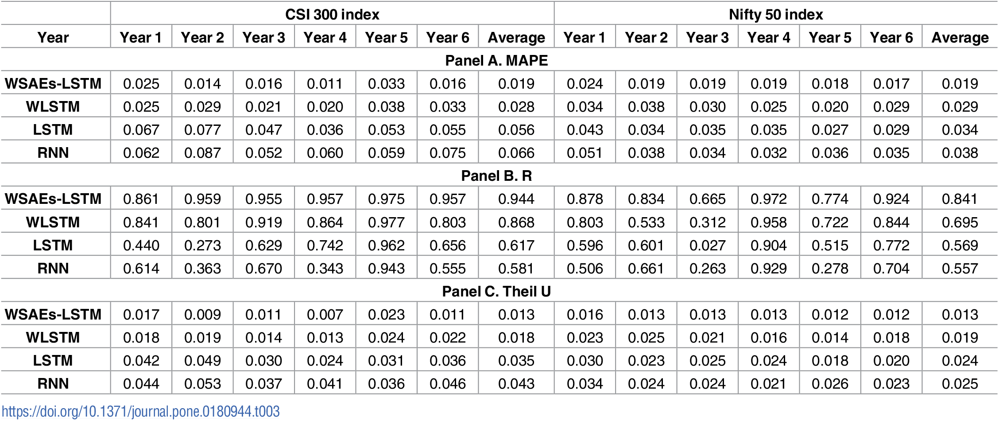 CSI 300 index Nifty 50 index
Year Year 1 Year 2 Year 3 Year 4 Year 5 Year 6 Average Year 1 Year 2 Year 3 Year 4 Year 5 Year 6 Average
Panel A. MAPE
WSAEs-LSTM 0.025 0.014 0.016 0.011 0.033 0.016 0.019 0.024 0.019 0.019 0.019 0.018 0.017 0.019
WLSTM 0.025 0.029 0.021 0.020 0.038 0.033 0.028 0.034 0.038 0.030 0.025 0.020 0.029 0.029
LSTM 0.067 0.077 0.047 0.036 0.053 0.055 0.056 0.043 0.034 0.035 0.035 0.027 0.029 0.034
RNN 0.062 0.087 0.052 0.060 0.059 0.075 0.066 0.051 0.038 0.034 0.032 0.036 0.035 0.038
Panel B. R
WSAEs-LSTM 0.861 0.959 0.955 0.957 0.975 0.957 0.944 0.878 0.834 0.665 0.972 0.774 0.924 0.841
WLSTM 0.841 0.801 0.919 0.864 0.977 0.803 0.868 0.803 0.533 0.312 0.958 0.722 0.844 0.695
LSTM 0.440 0.273 0.629 0.742 0.962 0.656 0.617 0.596 0.601 0.027 0.904 0.515 0.772 0.569
RNN 0.614 0.363 0.670 0.343 0.943 0.555 0.581 0.506 0.661 0.263 0.929 0.278 0.704 0.557
Panel C. Theil U
WSAEs-LSTM 0.017 0.009 0.011 0.007 0.023 0.011 0.013 0.016 0.013 0.013 0.013 0.012 0.012 0.013
WLSTM 0.018 0.019 0.014 0.013 0.024 0.022 0.018 0.023 0.025 0.021 0.016 0.014 0.018 0.019
LSTM 0.042 0.049 0.030 0.024 0.031 0.036 0.035 0.030 0.023 0.025 0.024 0.018 0.020 0.024
RNN 0.044 0.053 0.037 0.041 0.036 0.046 0.043 0.034 0.024 0.024 0.021 0.026 0.023 0.025
https://doi.org/10.1371/journal.pone.0180944.t003